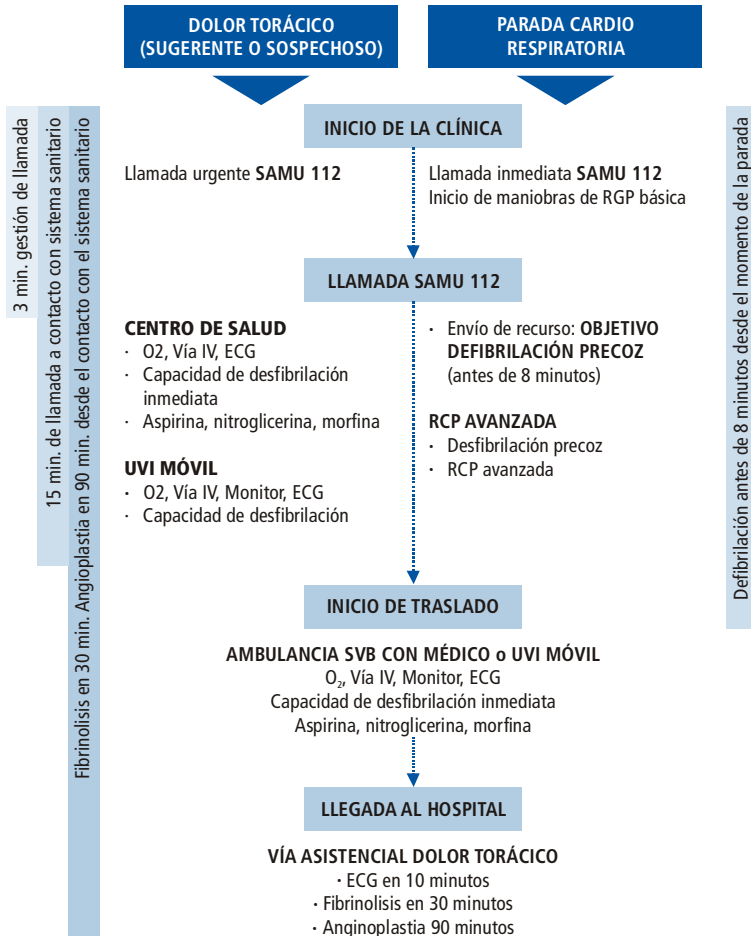 DOLOR TORÁCICO
(SUGERENTE O SOSPECHOSO)
PARADA CARDIO
RESPIRATORIA
3 min. gestión de llamada
15 min. de llamada a contacto con sistema sanitario
Fibrinolisis en 30 min. Angioplastia en 90 min. desde el contacto con el sistema sanitario
INICIO DE LA CLÍNICA
Llamada urgente SAMU 112
Llamada inmediata SAMU 112
Inicio de maniobras de RGP básica
LLAMADA SAMU 112
CENTRO DE SALUD
· O2, Vía IV, ECG
· Capacidad de desfibrilación
inmediata
· Aspirina, nitroglicerina, morfina
UVI MÓVIL
· O2, Vía IV, Monitor, ECG
· Capacidad de desfibrilación
· Envío de recurso: OBJETIVO
DEFIBRILACIÓN PRECOZ
(antes de 8 minutos)
RCP AVANZADA
· Desfibrilación precoz
· RCP avanzada
Defibrilación antes de 8 minutos desde el momento de la parada
INICIO DE TRASLADO
AMBULANCIA SVB CON MÉDICO o UVI MÓVIL
O₂, Vía IV, Monitor, ECG
Capacidad de desfibrilación inmediata
Aspirina, nitroglicerina, morfina
LLEGADA AL HOSPITAL
VÍA ASISTENCIAL DOLOR TORÁCICO
· ECG en 10 minutos
· Fibrinolisis en 30 minutos
· Anginoplastia 90 minutos